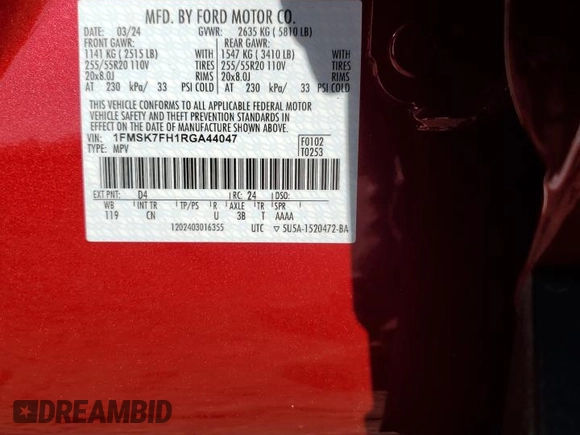 MFD. BY FORD MOTOR CO.
DATE: 03/24 GVWR: 2635 KG ( 5810 LB)
FRONT GAWR: REAR GAWR:
1141 KG ( 2515 LB) WITH 1547 KG ( 3410 LB) WITH
255/55R20 110V TIRES 255/55R20 110V TIRES
20x8.0J RIMS 20x8.0J RIMS
AT 230 kPa/ 33 PSI COLD AT 230 kPa/ 33 PSI COLD
THIS VEHICLE CONFORMS TO ALL APPLICABLE FEDERAL MOTOR
VEHICLE SAFETY AND THEFT PREVENTION STANDARDS IN EFFECT
ON THE DATE OF MANUFACTURE SHOWN ABOVE.
VIN: 1FMSK7FH1RGA44047 F0102
TYPE: MPV T0253
EXT PNT: D4 RC: 24 DSO:
WB INT TR TP/PS R AXLE TR SPR
119 CN U 3B T AAAA
1202403016355 UTC ▽ 5U5A-1520472-BA
DREAMBID